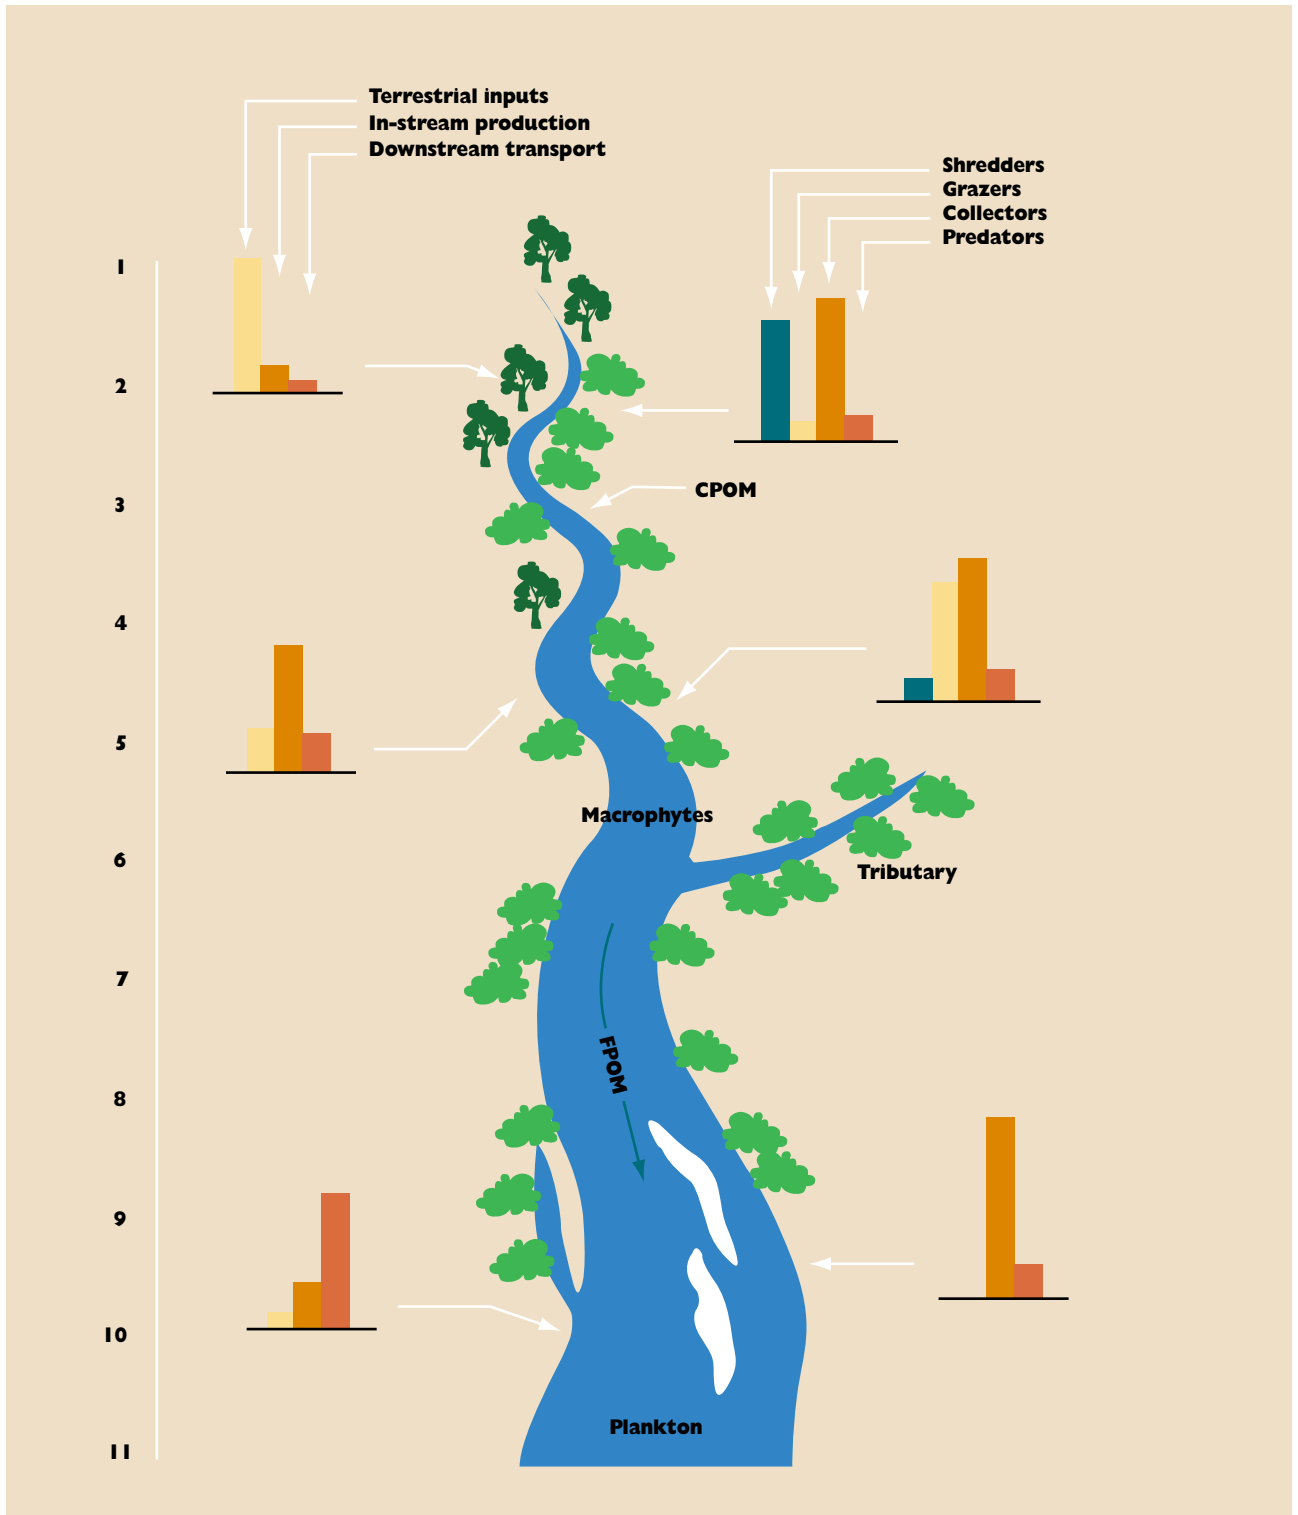 Terrestrial inputs
In-stream production
Downstream transport
Shredders
Grazers
Collectors
Predators
1
2
3
CPOM
4
5
Macrophytes
6
Tributary
7
FPOM
8
9
10
Plankton
11